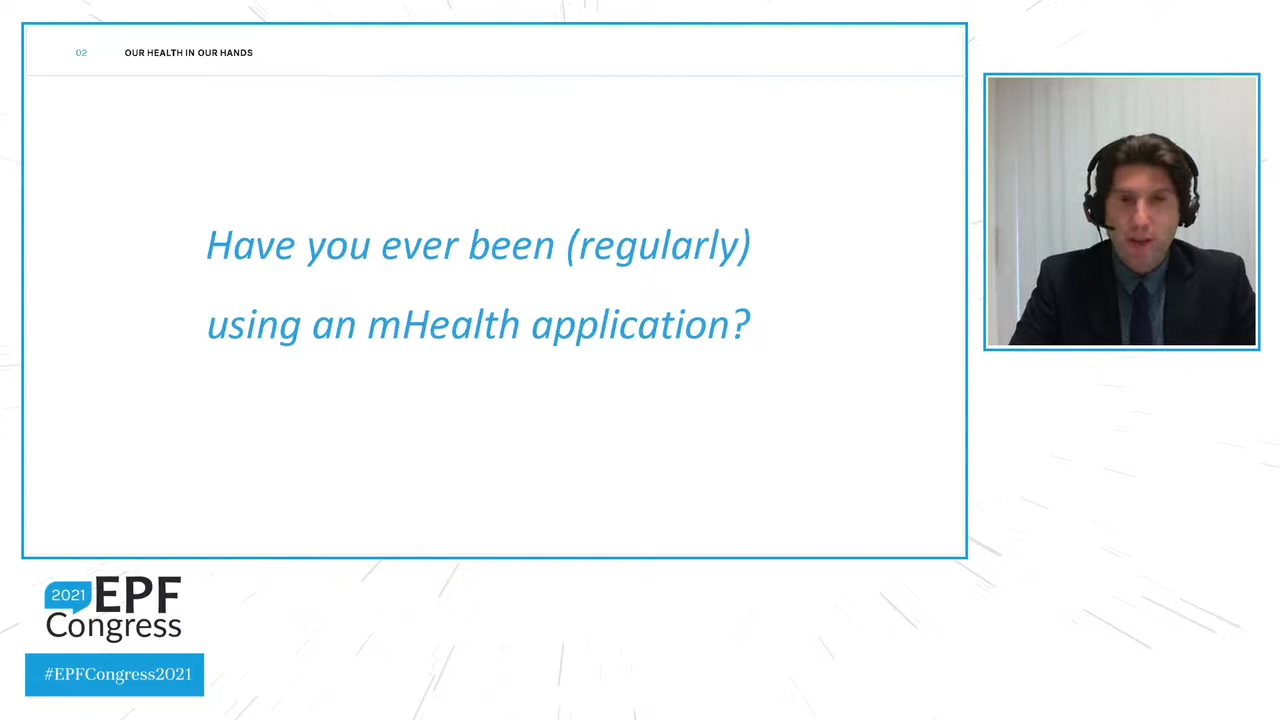 02 OUR HEALTH IN OUR HANDS
Have you ever been (regularly)
using an mHealth application?
2021 EPF
Congress
#EPFCongress2021